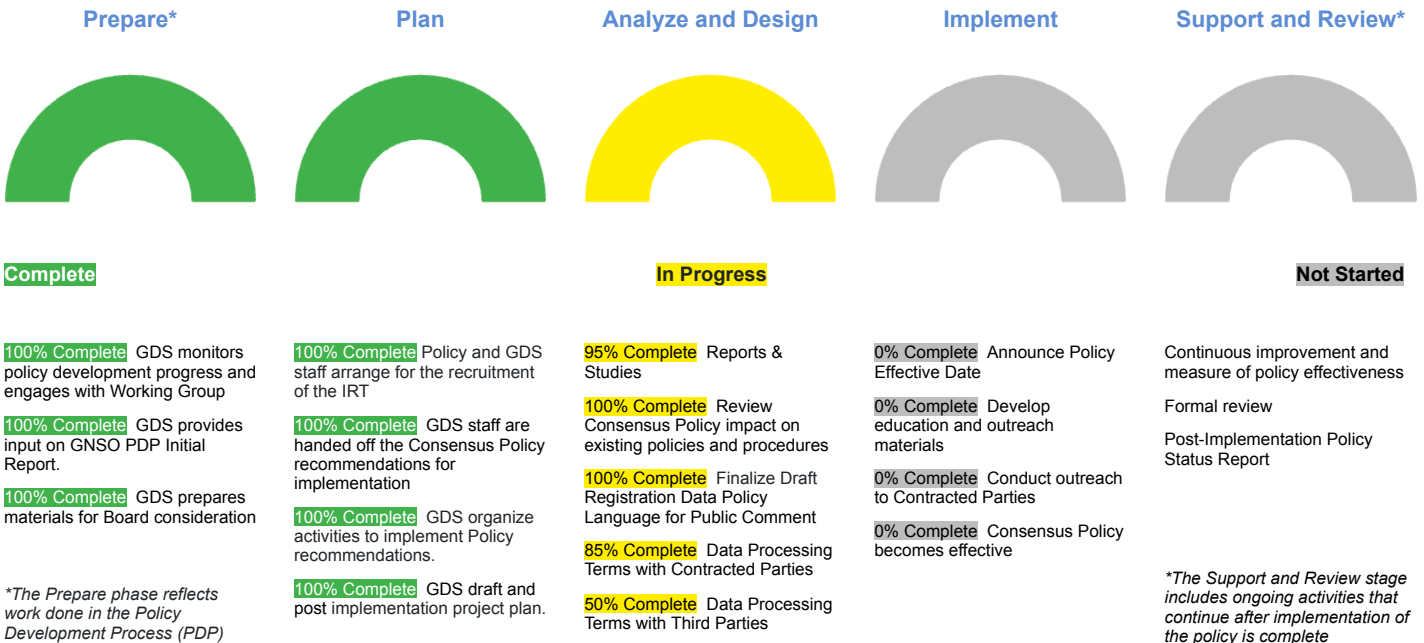 Prepare*
Plan
Analyze and Design
Implement
Support and Review*
Complete
In Progress
Not Started
100% Complete GDS monitors
policy development progress and
engages with Working Group
100% Complete GDS provides
input on GNSO PDP Initial
Report.
100% Complete GDS prepares
materials for Board consideration
*The Prepare phase reflects
work done in the Policy
Development Process (PDP)
100% Complete Policy and GDS
staff arrange for the recruitment
of the IRT
100% Complete GDS staff are
handed off the Consensus Policy
recommendations for
implementation
100% Complete GDS organize
activities to implement Policy
recommendations.
100% Complete GDS draft and
post implementation project plan.
95% Complete Reports &
Studies
100% Complete Review
Consensus Policy impact on
existing policies and procedures
100% Complete Finalize Draft
Registration Data Policy
Language for Public Comment
85% Complete Data Processing
Terms with Contracted Parties
50% Complete Data Processing
Terms with Third Parties
0% Complete Announce Policy
Effective Date
0% Complete Develop
education and outreach
materials
0% Complete Conduct outreach
to Contracted Parties
0% Complete Consensus Policy
becomes effective
Continuous improvement and
measure of policy effectiveness
Formal review
Post-Implementation Policy
Status Report
*The Support and Review stage
includes ongoing activities that
continue after implementation of
the policy is complete